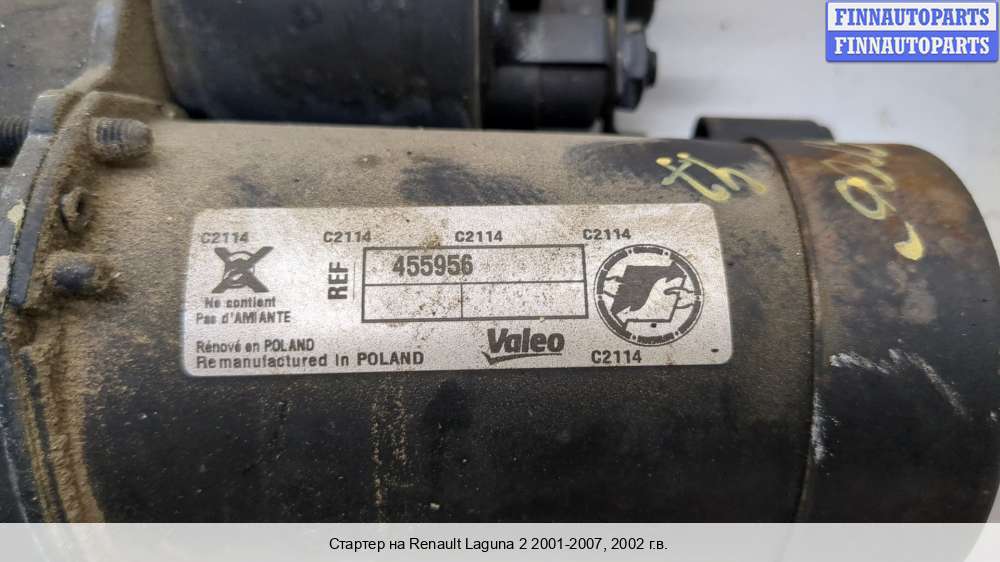 FINNAUTOPARTS
FINNAUTOPARTS
C2114 C2114 C2114 C2114
REF 455956
Ne contient
Pas d'AMIANTE
Rénové en POLAND
Remanufactured in POLAND
Valeo
C2114
Стартер на Renault Laguna 2 2001-2007, 2002 г.в.